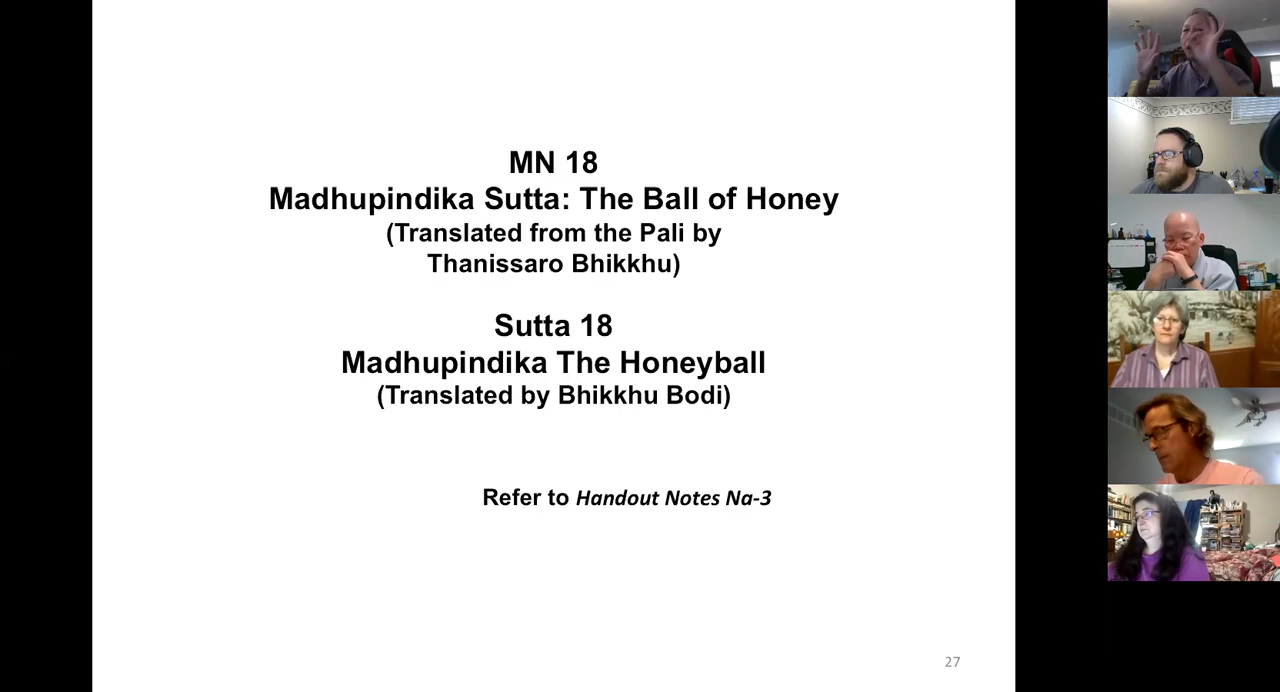 MN 18
Madhupindika Sutta: The Ball of Honey
(Translated from the Pali by
Thanissaro Bhikkhu)
Sutta 18
Madhupindika The Honeyball
(Translated by Bhikkhu Bodi)
Refer to Handout Notes Na-3
27